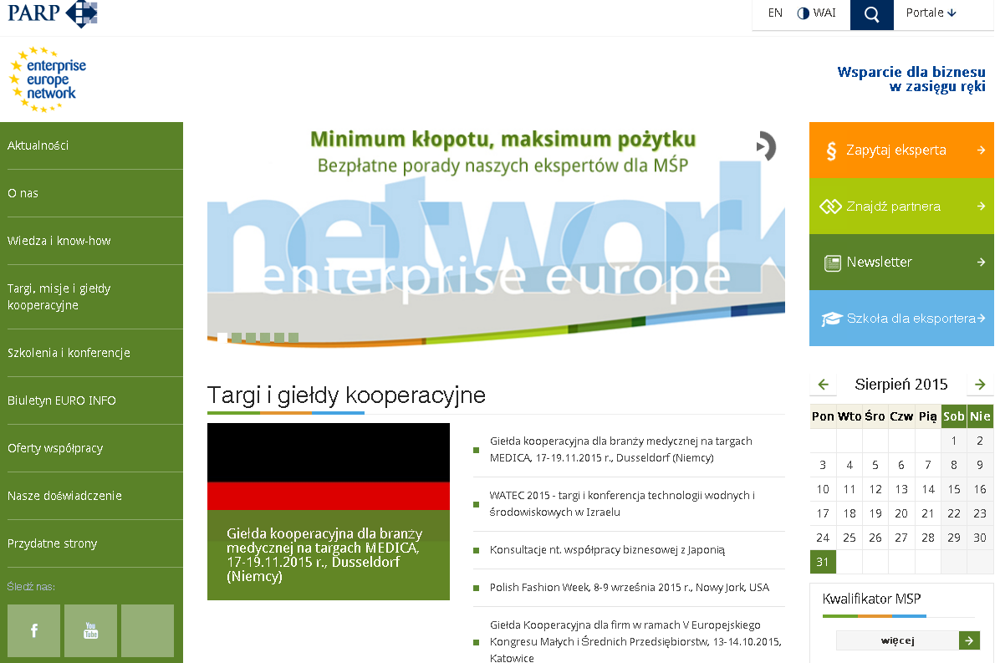 PARP
EN
WAI
Portale
enterprise
europe
network
Wsparcie dla biznesu
w zasięgu ręki
Aktualności
O nas
Wiedza i know-how
Targi, misje i giełdy
kooperacyjne
Szkolenia i konferencje
Biuletyn EURO INFO
Oferty współpracy
Nasze doświadczenie
Przydatne strony
Śledź nas:
f
You
Tube
Minimum kłopotu, maksimum pożytku
Bezpłatne porady naszych ekspertów dla MŚP
network
enterprise europe
Targi i giełdy kooperacyjne
Giełda kooperacyjna dla branży
medycznej na targach MEDICA,
17-19.11.2015 r., Dusseldorf
(Niemcy)
Giełda kooperacyjna dla branży medycznej na targach
MEDICA, 17-19.11.2015 r., Dusseldorf (Niemcy)
WATEC 2015 - targi i konferencja technologii wodnych i
środowiskowych w Izraelu
Konsultacje nt. współpracy biznesowej z Japonią
Polish Fashion Week, 8-9 września 2015 r., Nowy Jork, USA
Giełda Kooperacyjna dla firm w ramach V Europejskiego
Kongresu Małych i Średnich Przedsiębiorstw, 13-14.10.2015,
Katowice
§ Zapytaj eksperta
Znajdź partnera
Newsletter
Szkoła dla eksportera
Sierpień 2015
Pon Wto Śro Czw Pią Sob Nie
1 2
3 4 5 6 7 8 9
10 11 12 13 14 15 16
17 18 19 20 21 22 23
24 25 26 27 28 29 30
31
Kwalifikator MSP
więcej